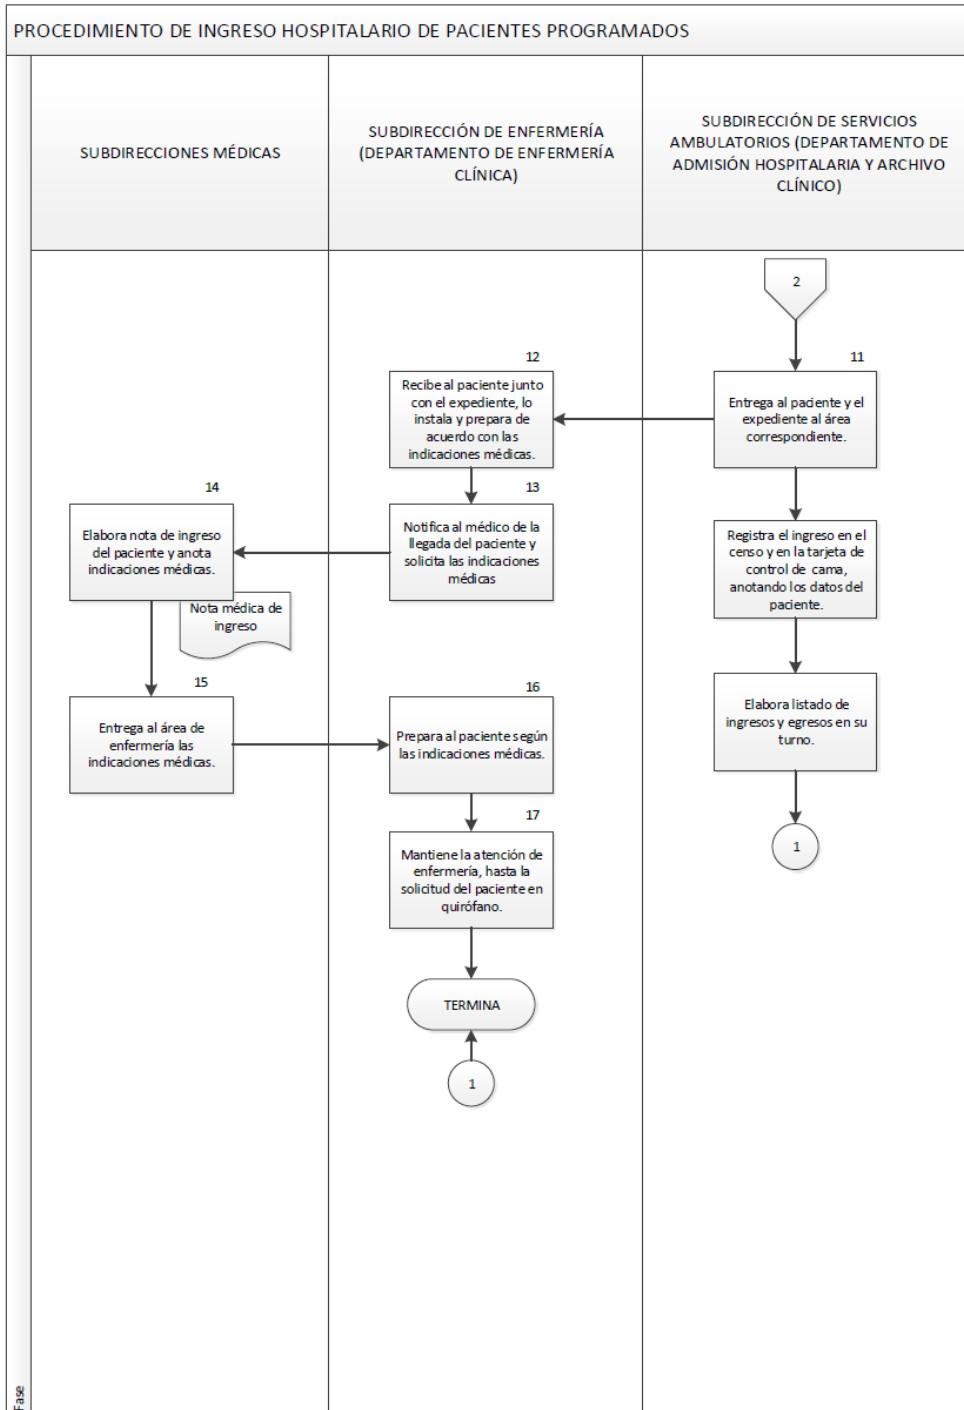 PROCEDIMIENTO DE INGRESO HOSPITALARIO DE PACIENTES PROGRAMADOS
SUBDIRECCIONES MÉDICAS
SUBDIRECCIÓN DE ENFERMERÍA
(DEPARTAMENTO DE ENFERMERÍA
CLÍNICA)
SUBDIRECCIÓN DE SERVICIOS
AMBULATORIOS (DEPARTAMENTO DE
ADMISIÓN HOSPITALARIA Y ARCHIVO
CLÍNICO)
2
11
Entrega al paciente y el
expediente al área
correspondiente.
12
Recibe al paciente junto
con el expediente, lo
instala y prepara de
acuerdo con las
indicaciones médicas.
13
Notifica al médico de la
llegada del paciente y
solicita las indicaciones
médicas
14
Elabora nota de ingreso
del paciente y anota
indicaciones médicas.
Nota médica de
ingreso
Registra el ingreso en el
censo y en la tarjeta de
control de cama,
anotando los datos del
paciente.
15
Entrega al área de
enfermería las
indicaciones médicas.
16
Prepara al paciente según
las indicaciones médicas.
Elabora listado de
ingresos y egresos en su
turno.
1
17
Mantiene la atención de
enfermería, hasta la
solicitud del paciente en
quirófano.
TERMINA
1
Fase